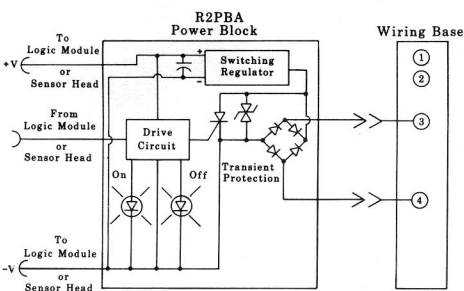 R2PBA
Power Block
Wiring Base
To
Logic Module
or
Sensor Head
+V
+
-
Switching
Regulator
1
2
From
Logic Module
or
Sensor Head
Drive
Circuit
3
On
Off
Transient
Protection
4
To
Logic Module
or
Sensor Head
-V